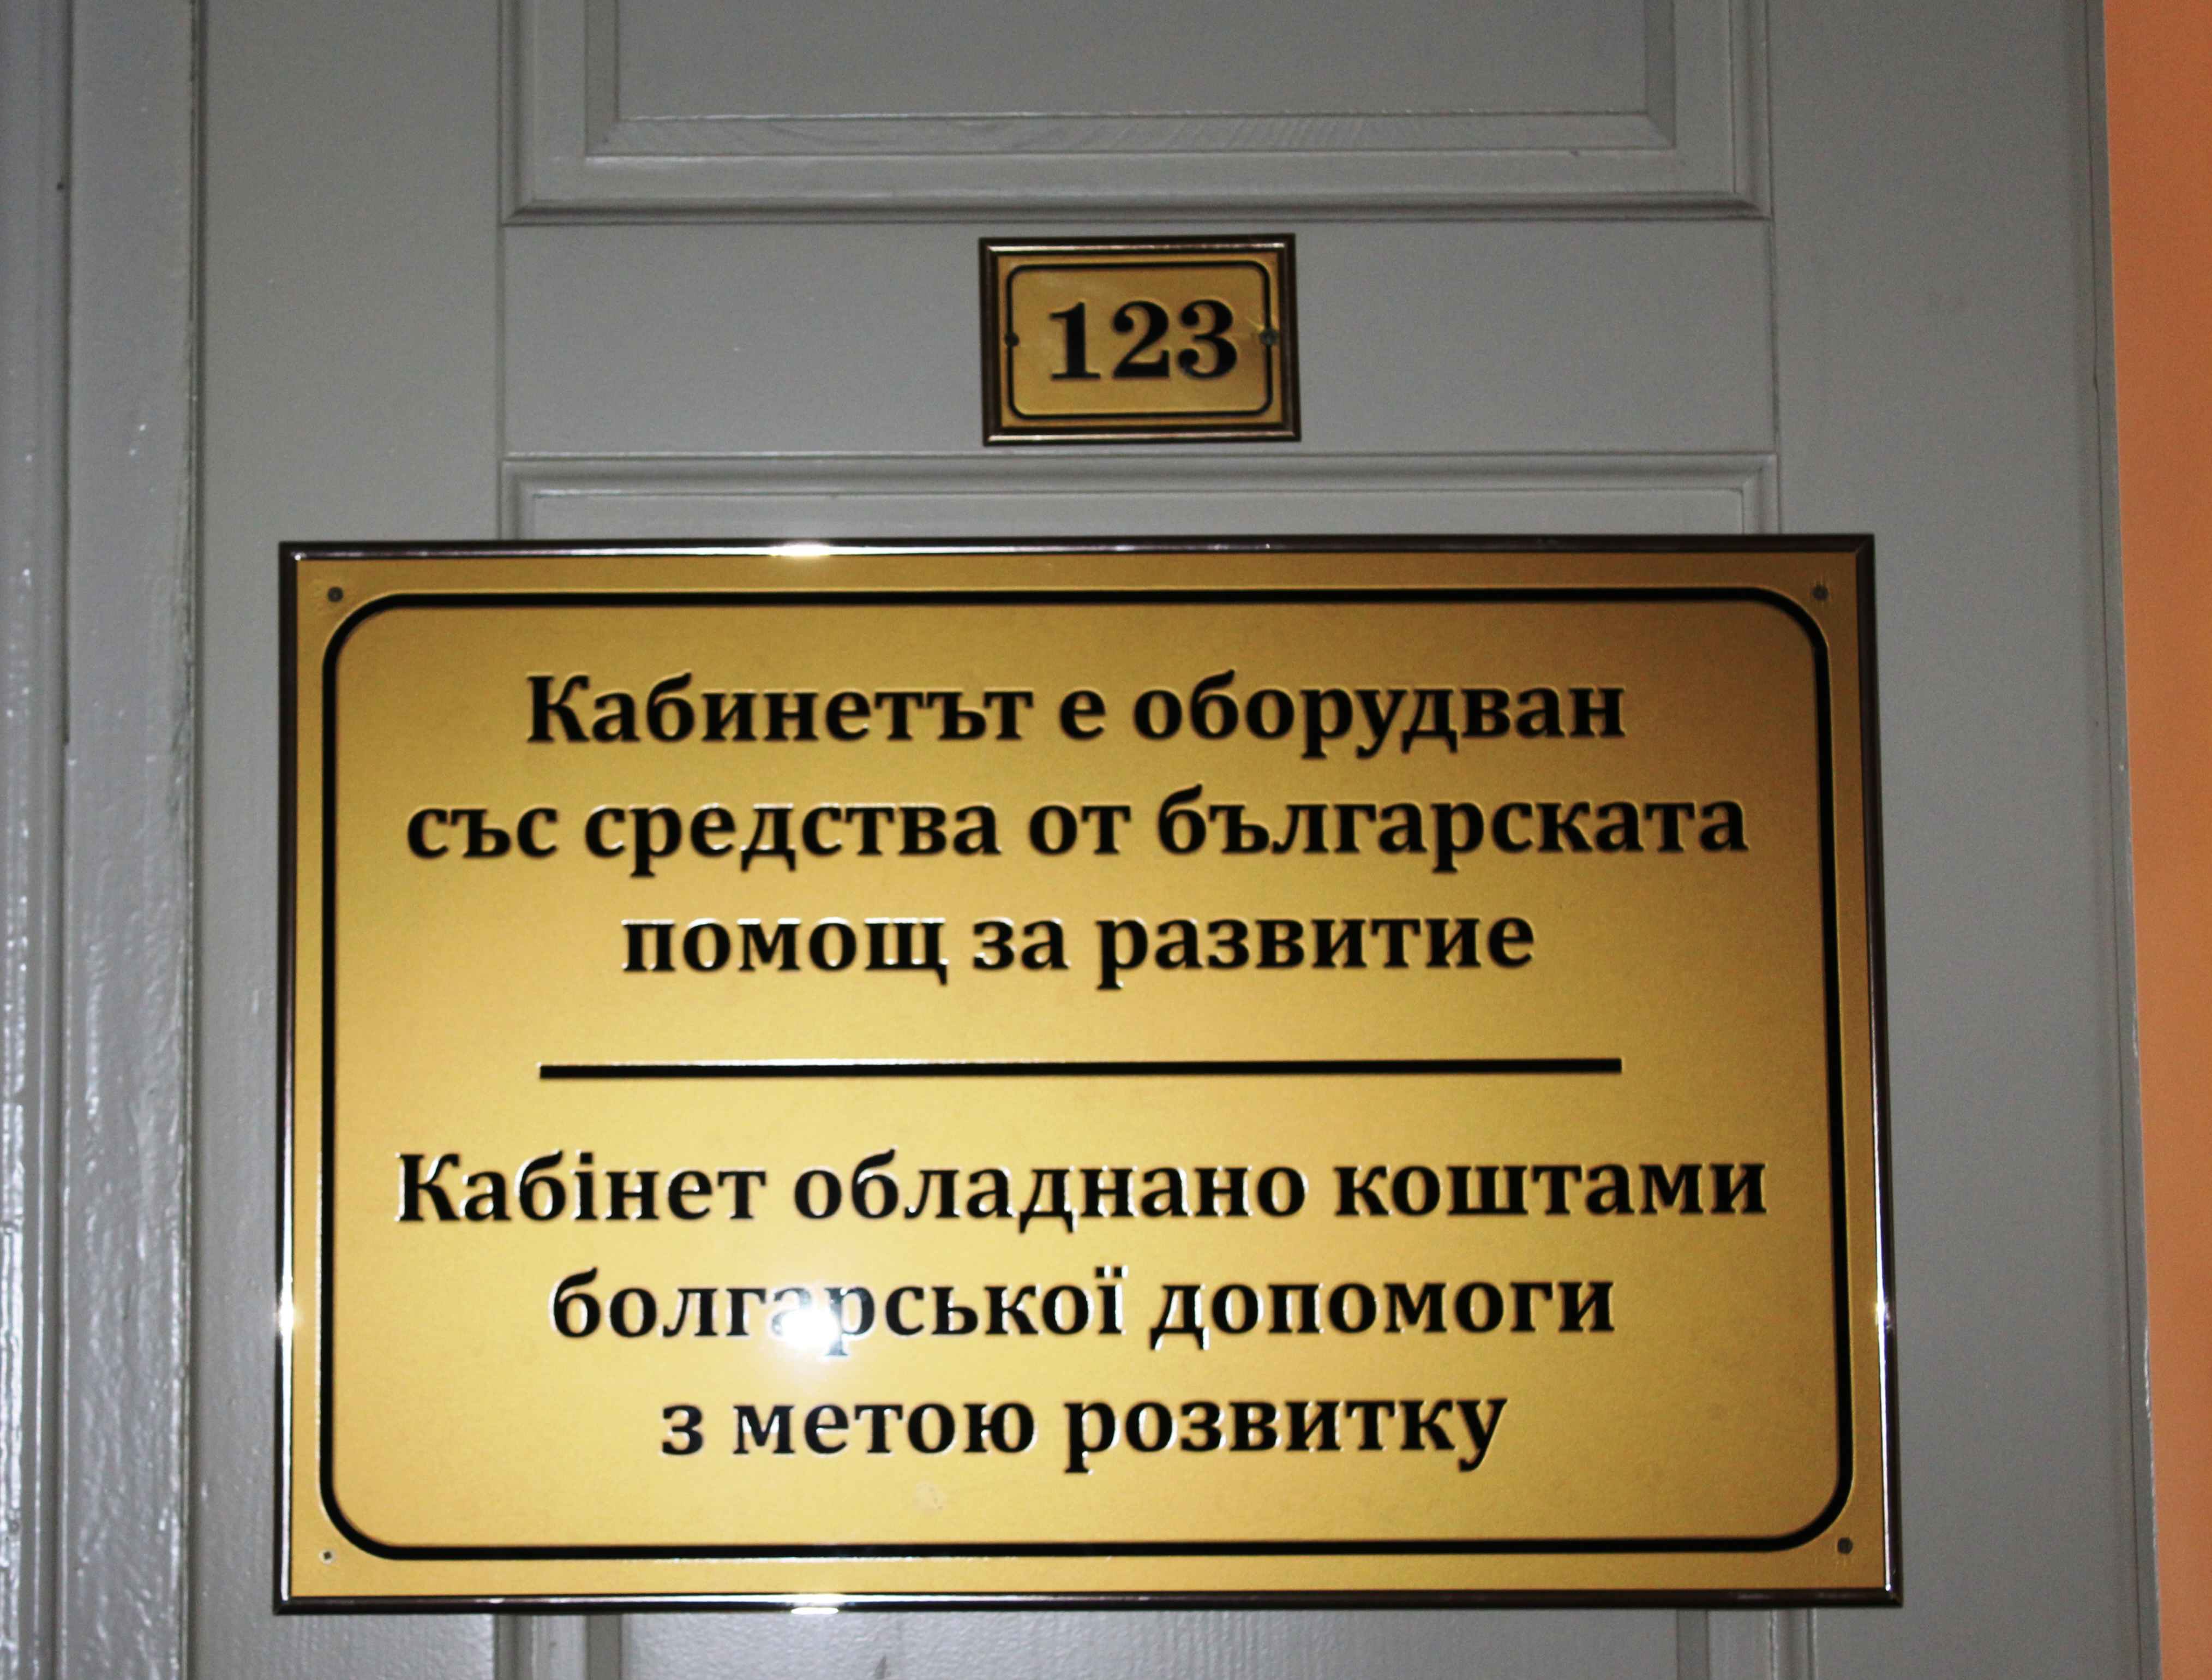 123
Кабинетът е оборудван
със средства от българската
помощ за развитие
Кабінет обладнано коштами
болгарської допомоги
з метою розвитку